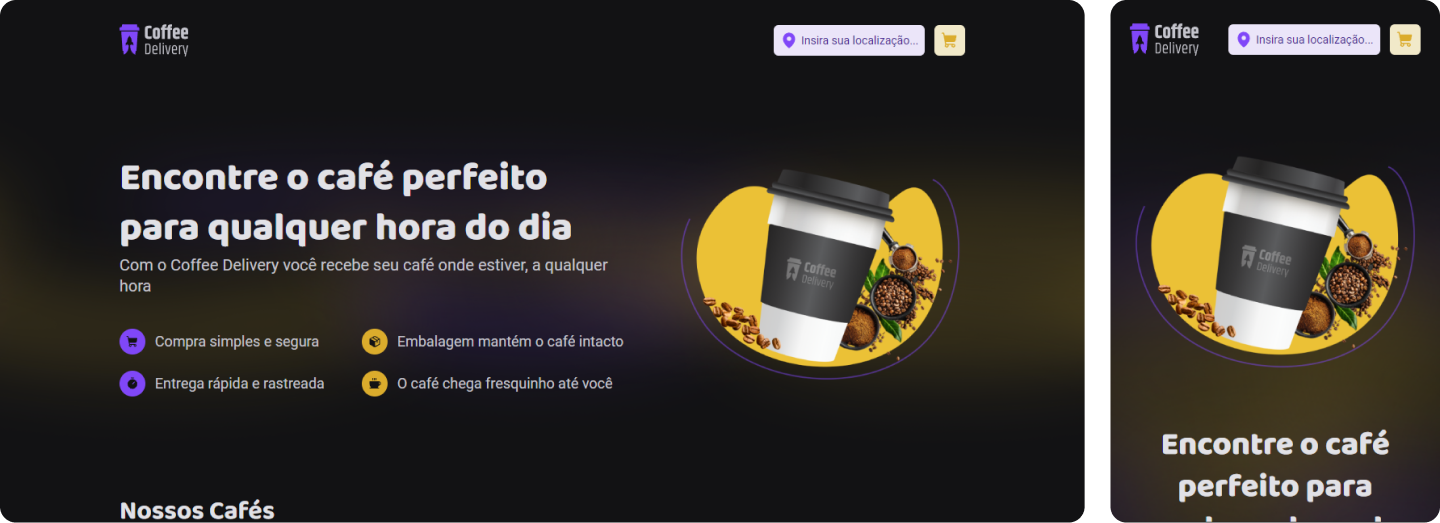 Coffee
Delivery
Insira sua localização...
Encontre o café perfeito
para qualquer hora do dia
Com o Coffee Delivery você recebe seu café onde estiver, a qualquer
hora
Compra simples e segura
Embalagem mantém o café intacto
Entrega rápida e rastreada
O café chega fresquinho até você
Coffee
Delivery
Nossos Cafés
Coffee
Delivery
Insira sua localização...
Coffee
Delivery
Encontre o café
perfeito para